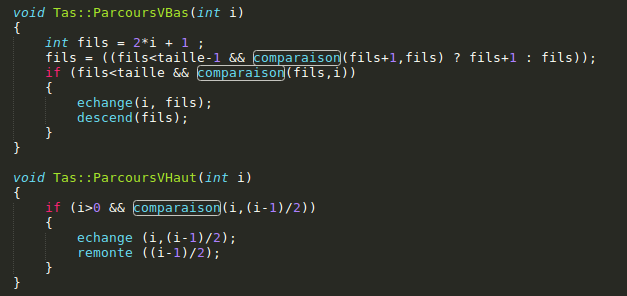 void Tas::ParcoursVBas(int i)
{
    int fils = 2*i + 1 ;
    fils = ((fils<taille-1 && comparaison(fils+1,fils) ? fils+1 : fils));
    if (fils<taille && comparaison(fils,i))
    {
        echange(i, fils);
        descend(fils);
    }
}

void Tas::ParcoursVHaut(int i)
{
    if (i>0 && comparaison(i,(i-1)/2))
    {
        echange (i,(i-1)/2);
        remonte ((i-1)/2);
    }
}